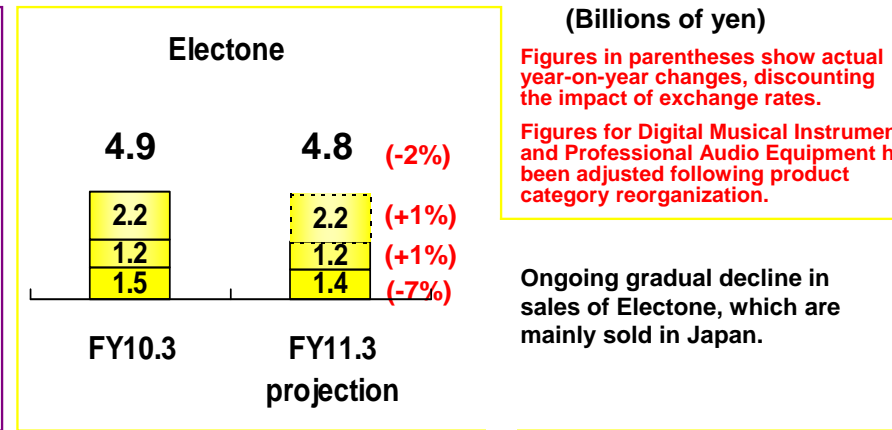 Electone
4.9
4.8 (-2%)
2.2
2.2 (+1%)
1.2
1.2 (+1%)
1.5
1.4 (-7%)
FY10.3
FY11.3
projection
(Billions of yen)
Figures in parentheses show actual
year-on-year changes, discounting
the impact of exchange rates.
Figures for Digital Musical
and Professional Audio Equipment
been adjusted following product
category reorganization.
Ongoing gradual decline in
sales of Electone, which are
mainly sold in Japan.